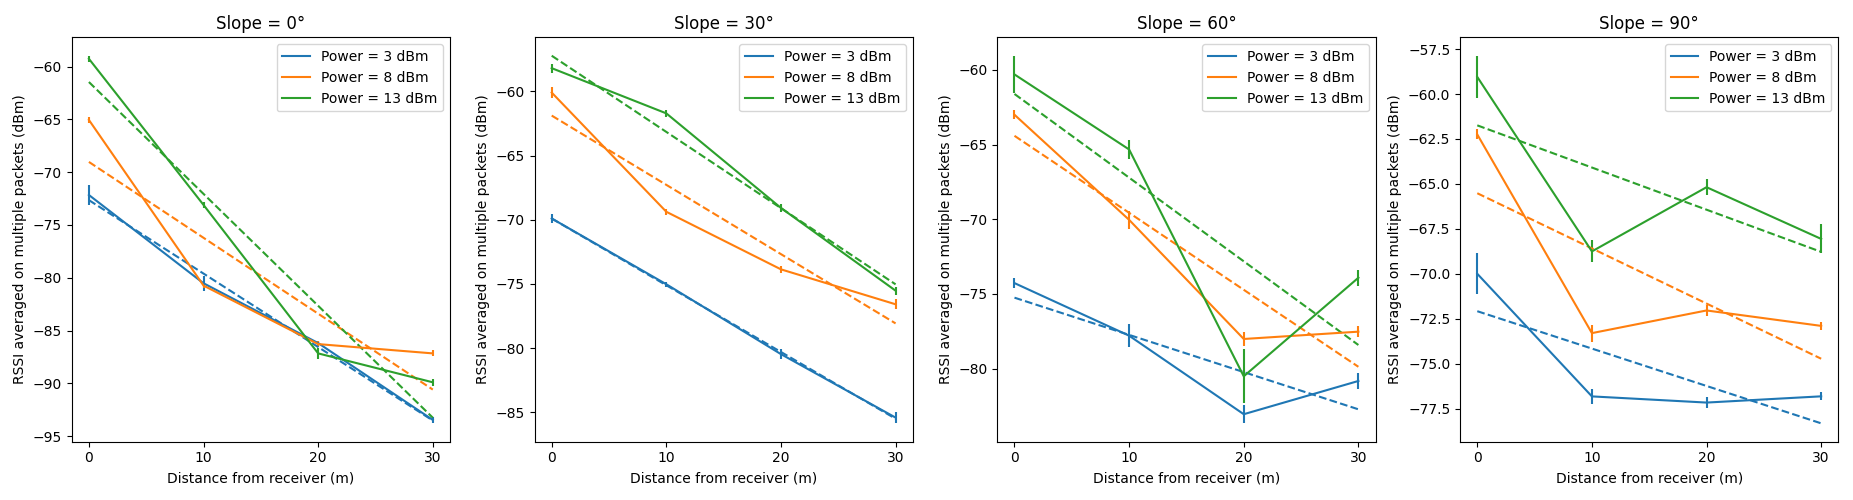 Slope = 0°
RSSI averaged on multiple packets (dBm)
−60
−65
−70
−75
−80
−85
−90
−95
Power = 3 dBm
Power = 8 dBm
Power = 13 dBm
0 10 20 30
Distance from receiver (m)
Slope = 30°
RSSI averaged on multiple packets (dBm)
−60
−65
−70
−75
−80
−85
Power = 3 dBm
Power = 8 dBm
Power = 13 dBm
0 10 20 30
Distance from receiver (m)
Slope = 60°
RSSI averaged on multiple packets (dBm)
−60
−65
−70
−75
−80
Power = 3 dBm
Power = 8 dBm
Power = 13 dBm
0 10 20 30
Distance from receiver (m)
Slope = 90°
RSSI averaged on multiple packets (dBm)
−57.5
−60.0
−62.5
−65.0
−67.5
−70.0
−72.5
−75.0
−77.5
Power = 3 dBm
Power = 8 dBm
Power = 13 dBm
0 10 20 30
Distance from receiver (m)